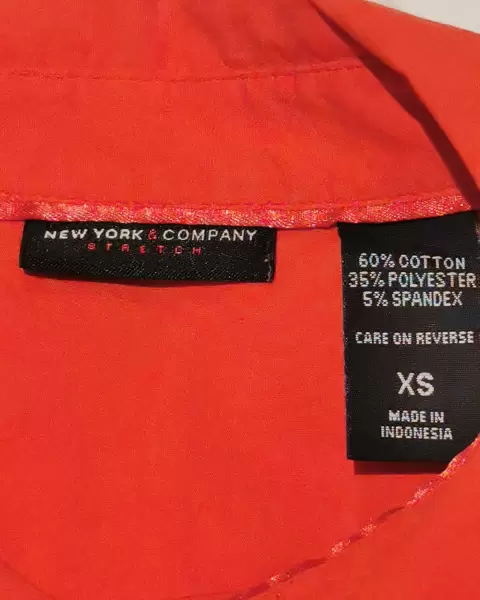 NEW YORK & COMPANY
STRETCH
60% COTTON
35% POLYESTER
5% SPANDEX
CARE ON REVERSE
XS
MADE IN
INDONESIA